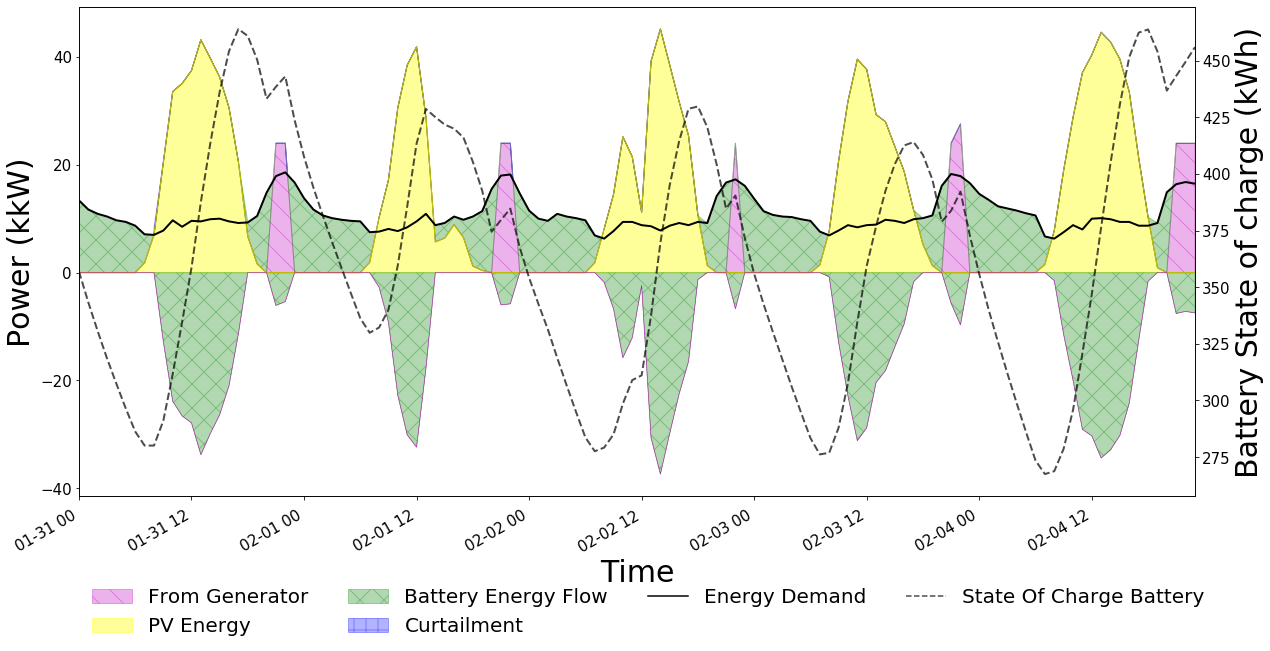 Power (kkW)
40
20
0
−20
−40
Battery State of charge (kWh)
450
425
400
375
350
325
300
275
01-31 00
01-31 12
02-01 00
02-01 12
02-02 00
02-02 12
02-03 00
02-03 12
02-04 00
02-04 12
Time
From Generator
Battery Energy Flow
Energy Demand
State Of Charge Battery
PV Energy
Curtailment